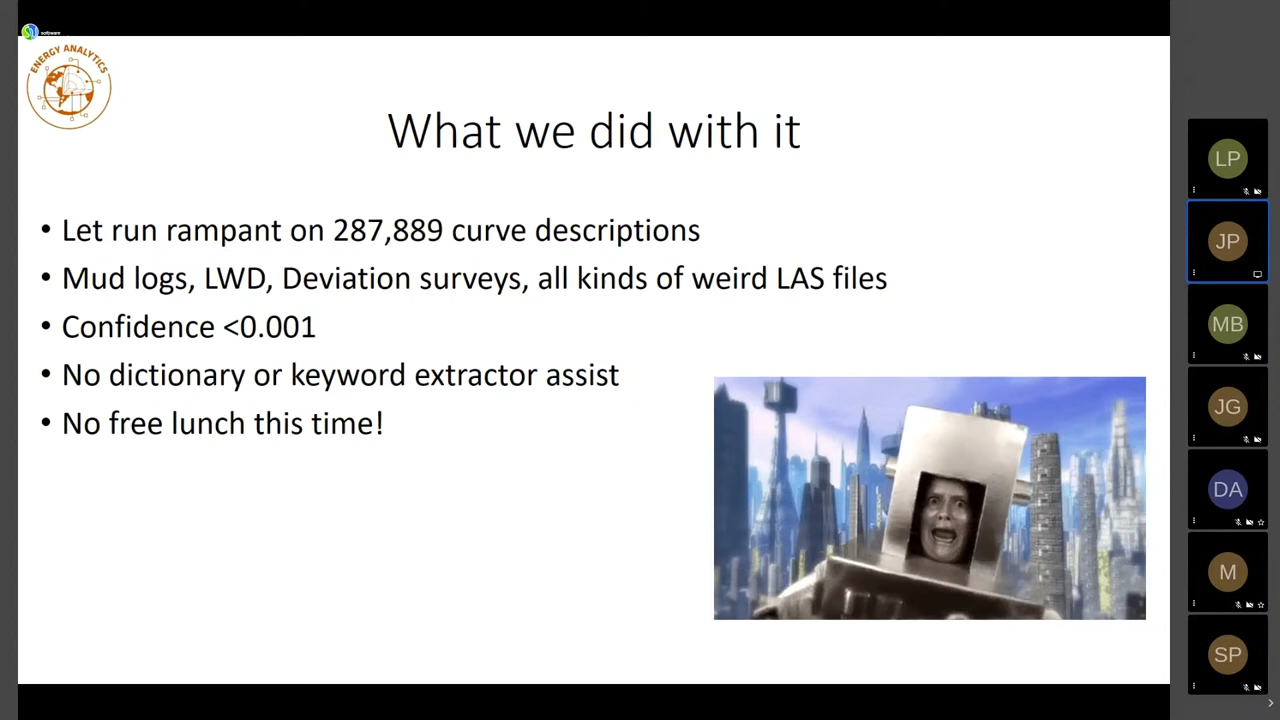 software
ENERGY ANALYTICS
What we did with it
• Let run rampant on 287,889 curve descriptions
• Mud logs, LWD, Deviation surveys, all kinds of weird LAS files
• Confidence <0.001
• No dictionary or keyword extractor assist
• No free lunch this time!
LP
JP
MB
JG
DA
M
SP